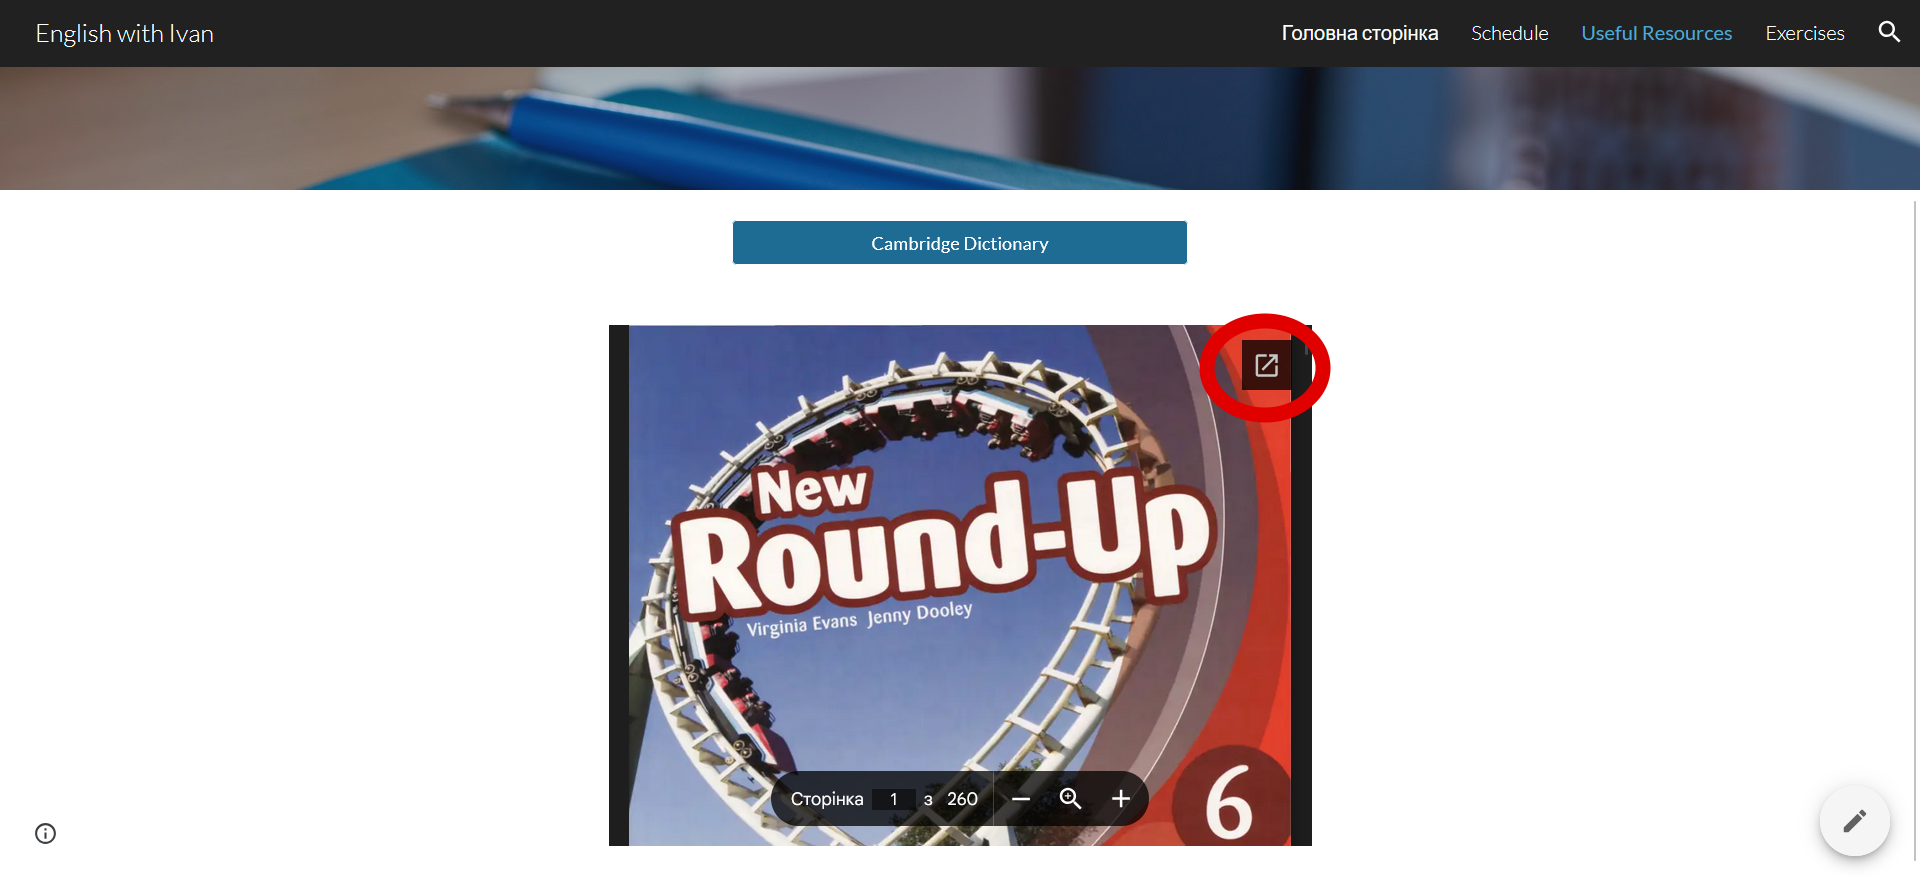 English with Ivan
Головна сторінка
Schedule
Useful Resources
Exercises
Cambridge Dictionary
New
Round-Up
Virginia Evans Jenny Dooley
6
Сторінка 1 з 260